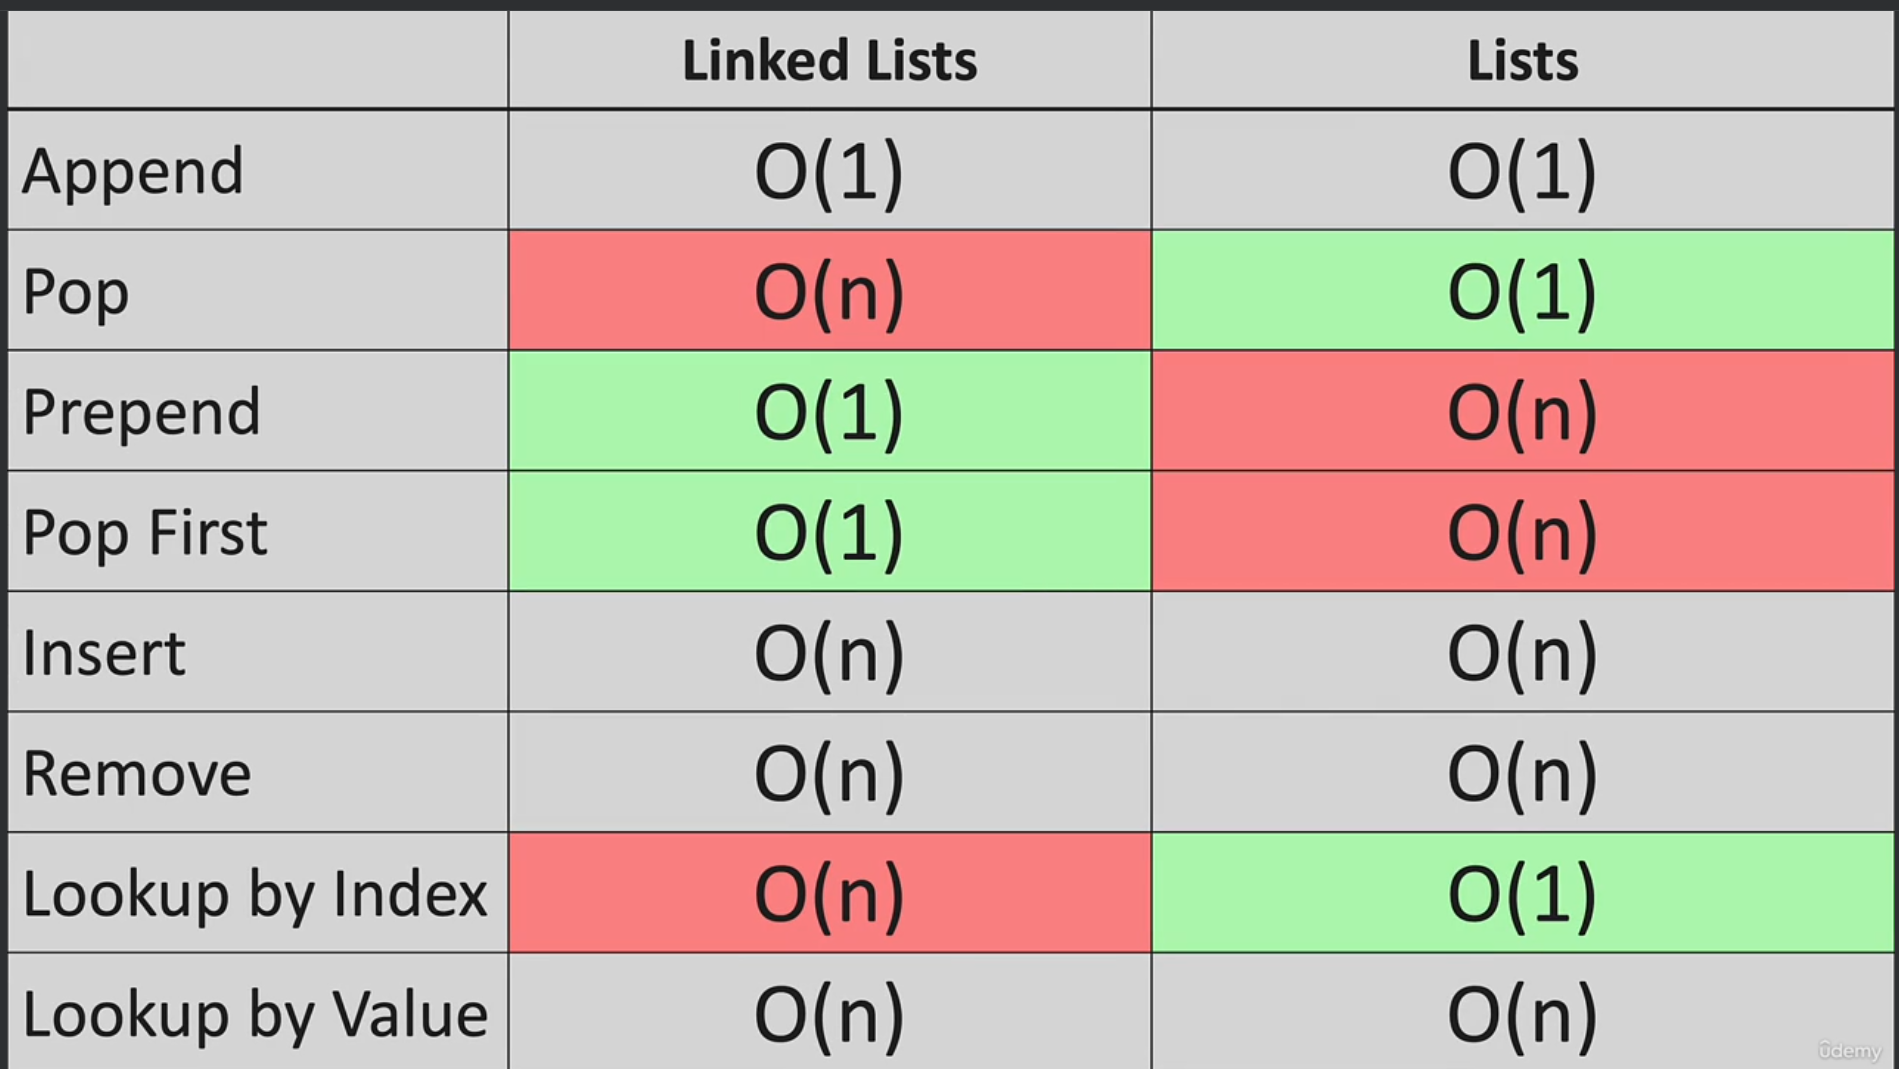 Linked Lists Lists
Append O(1) O(1)
Pop O(n) O(1)
Prepend O(1) O(n)
Pop First O(1) O(n)
Insert O(n) O(n)
Remove O(n) O(n)
Lookup by Index O(n) O(1)
Lookup by Value O(n) O(n)
ûdemy